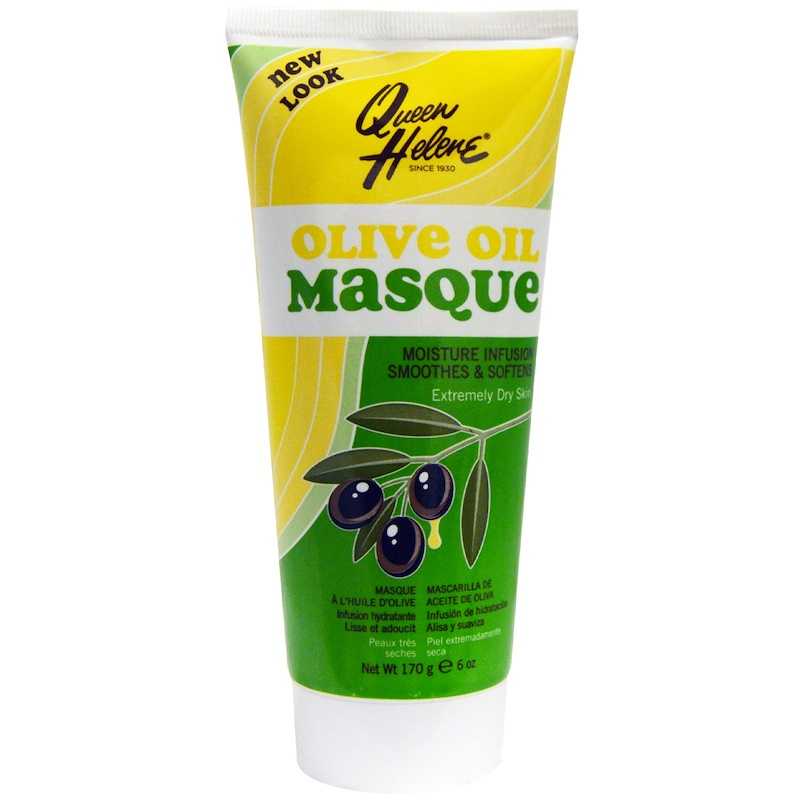 new
LOOK
Queen
Helene®
SINCE 1930
OLIVE OIL
MASQUE
MOISTURE INFUSION
SMOOTHES & SOFTENS
Extremely Dry Skin
MASQUE
À L'HUILE D'OLIVE
Infusion hydratante
Lisse et adoucit
Peaux très
sèches
MASCARILLA DE
ACEITE DE OLIVA
Infusión de hidratación
Alisa y suaviza
Piel extremadamente
seca
Net Wt 170 g ℮ 6 oz